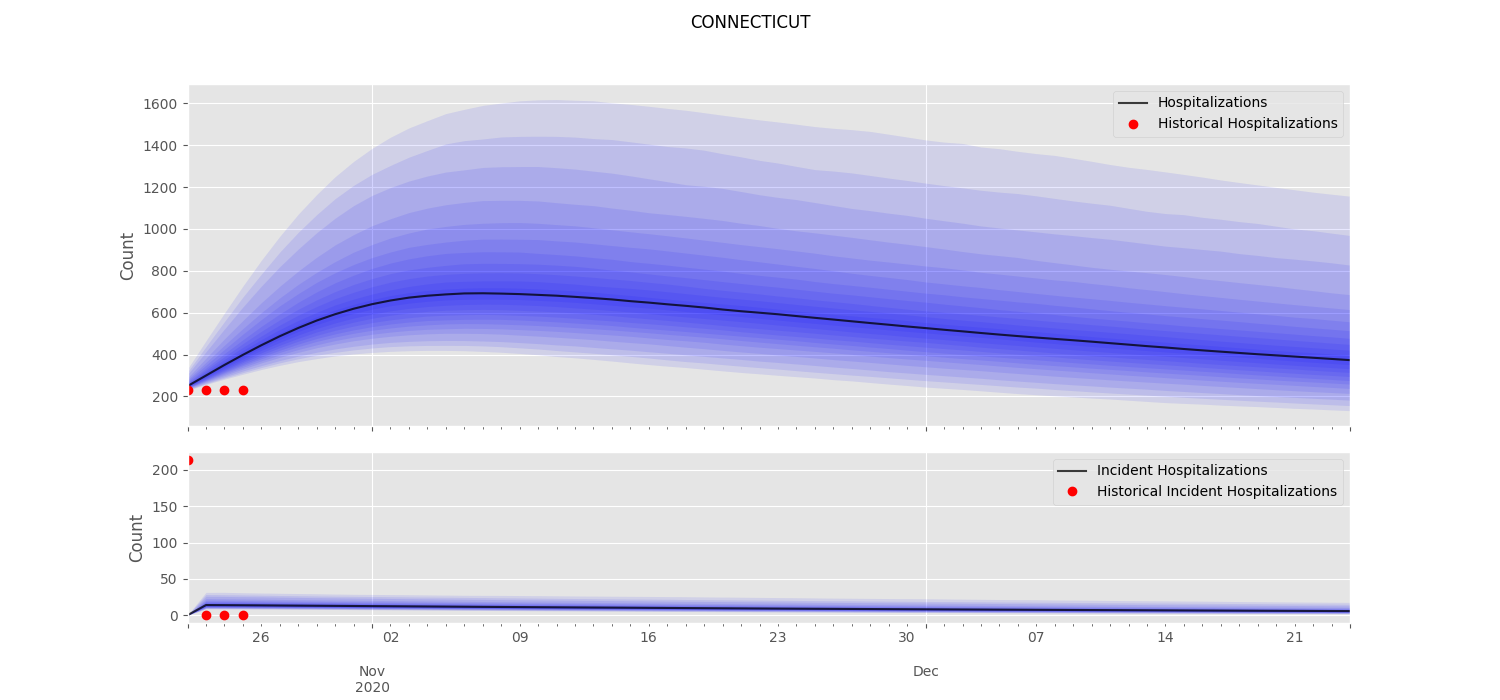 CONNECTICUT
1600
1400
1200
1000
800
600
400
200
Count
Hospitalizations
Historical Hospitalizations
200
150
100
50
0
Count
Incident Hospitalizations
Historical Incident Hospitalizations
26 02 09 16 23 30 07 14 21
Nov Dec
2020